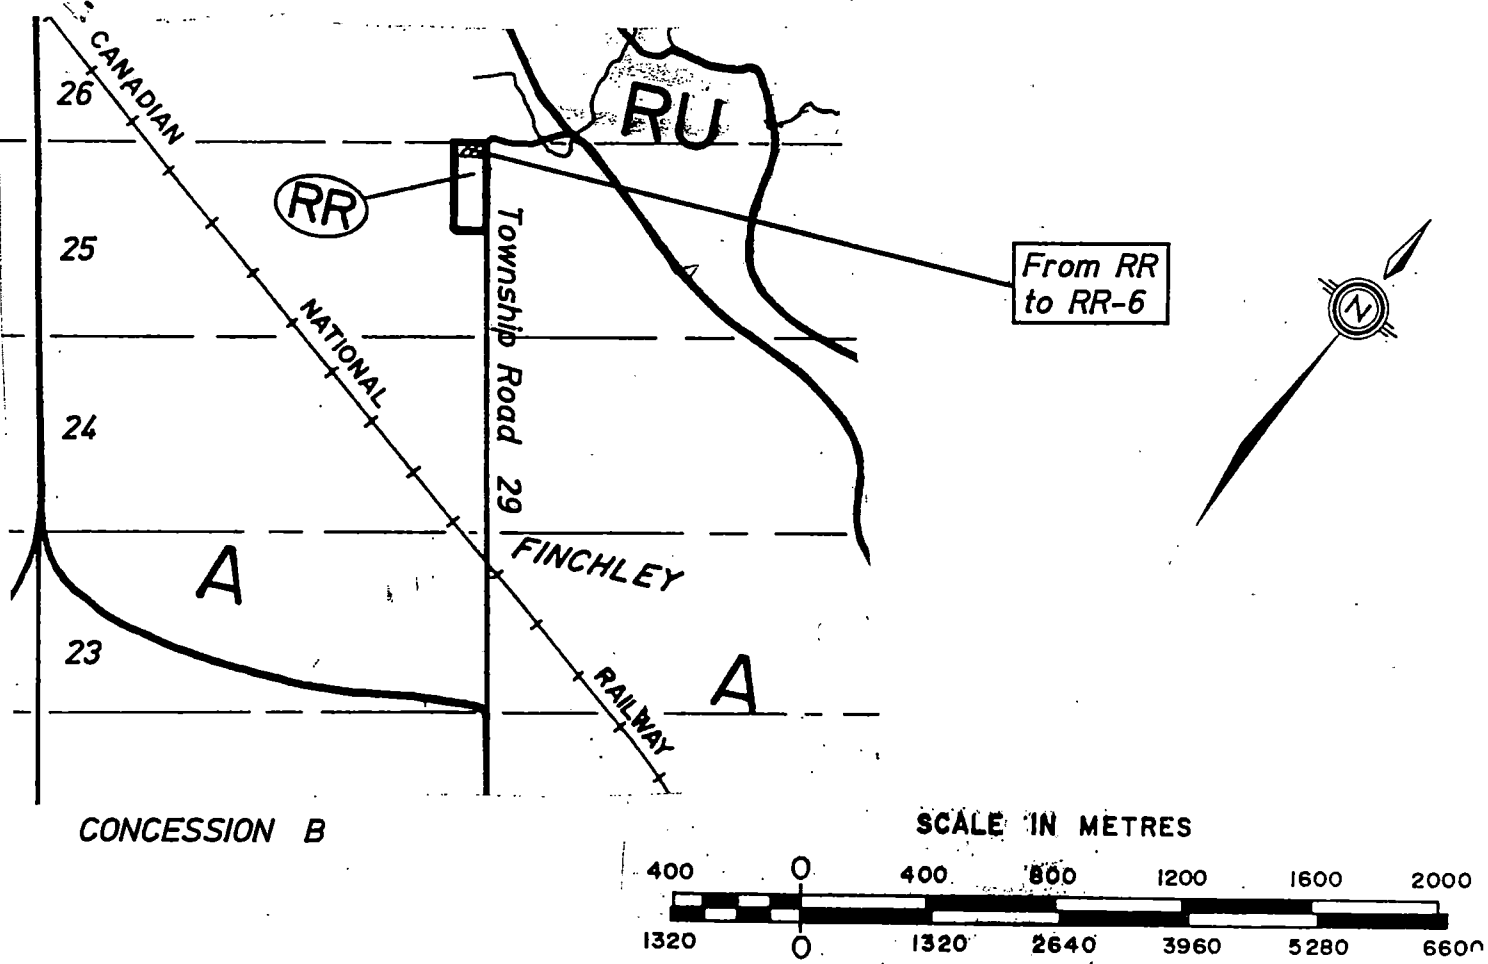 CANADIAN
26
RU
RR
25
Township Road 29
From RR
to RR-6
N
NATIONAL
24
FINCHLEY
A
23
RAILWAY
A
CONCESSION B
SCALE IN METRES
400 0 400 800 1200 1600 2000
1320 0 1320 2640 3960 5280 6600